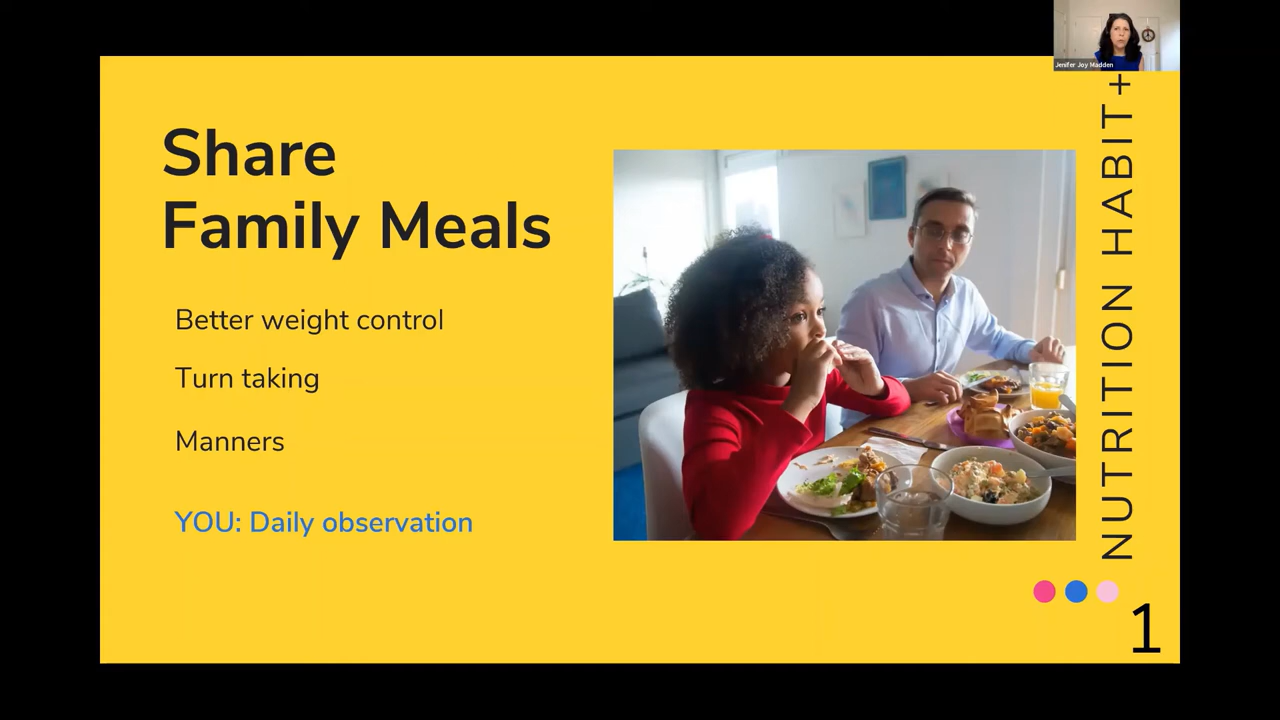 Jenifer Joy Madden
Share
Family Meals
Better weight control
Turn taking
Manners
YOU: Daily observation
NUTRITION HABIT+
1